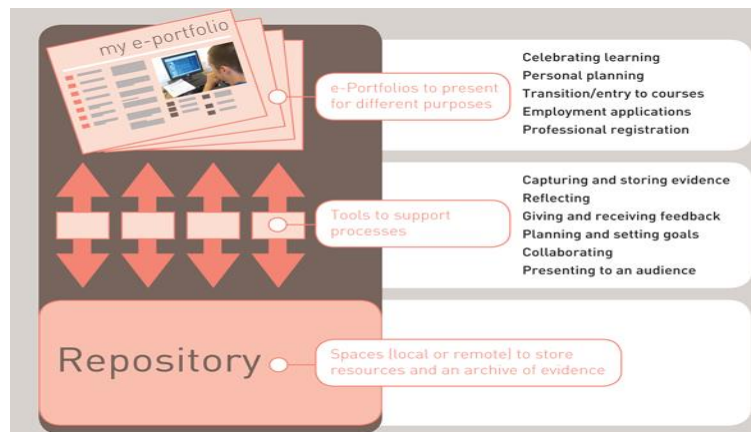 my e-portfolio
e-Portfolios to present
for different purposes
Celebrating learning
Personal planning
Transition/entry to courses
Employment applications
Professional registration
Tools to support
processes
Capturing and storing evidence
Reflecting
Giving and receiving feedback
Planning and setting goals
Collaborating
Presenting to an audience
Repository
Spaces (local or remote) to store
resources and an archive of evidence